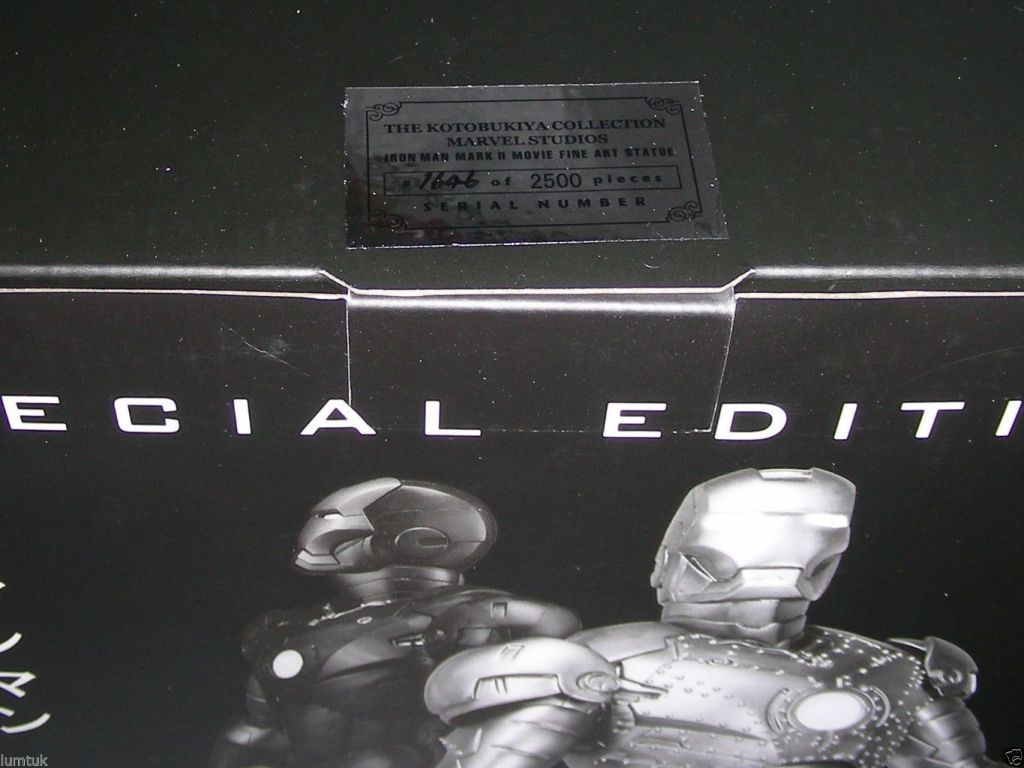 THE KOTOBUKIYA COLLECTION
MARVEL STUDIOS
IRON MAN MARK II MOVIE FINE ART STATUE
# 1646 of 2500 pieces
SERIAL NUMBER
ECIAL EDITI
lumtuk